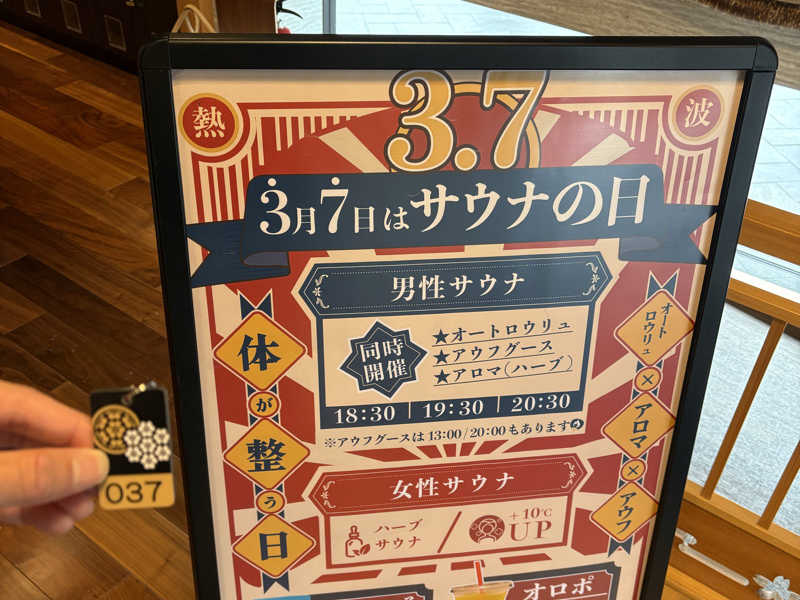 熱
3.7
波
3月7日はサウナの日
男性サウナ
同時
開催
★オートロウリュ
★アウフグース
★アロマ(ハーブ)
18:30 | 19:30 | 20:30
※アウフグースは13:00/20:00もあります
体が整う日
オートロウリュ×アロマ×アウフ
女性サウナ
ハーブ
サウナ
+10℃
UP
オロポ
037